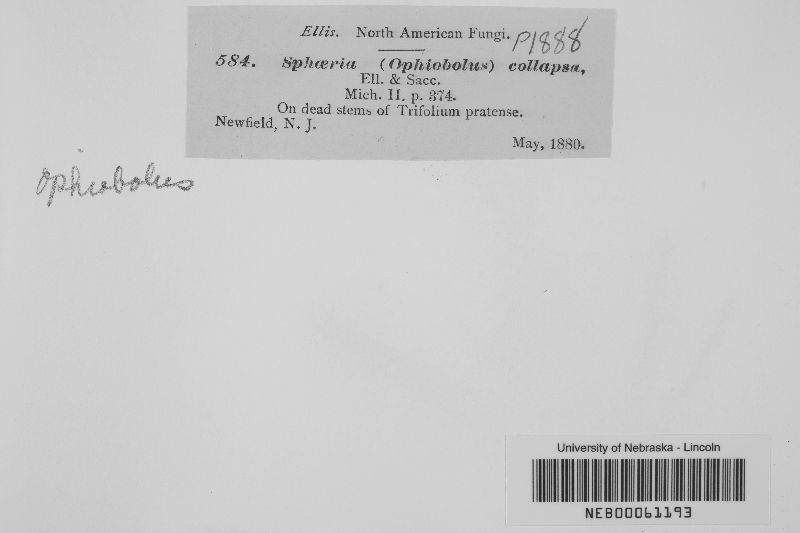 Ellis. North American Fungi. P1888
584. Sphæria (Ophiobolus) collapsa,
Ell. & Sacc.
Mich. II. p. 374.
On dead stems of Trifolium pratense.
Newfield, N. J.
May, 1880.
Ophiobolus
University of Nebraska - Lincoln
NEB00061193